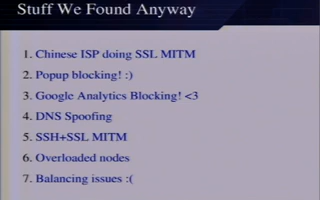 Stuff We Found Anyway
1. Chinese ISP doing SSL MITM
2. Popup blocking! :)
3. Google Analytics Blocking! <3
4. DNS Spoofing
5. SSH+SSL MITM
6. Overloaded nodes
7. Balancing issues :(